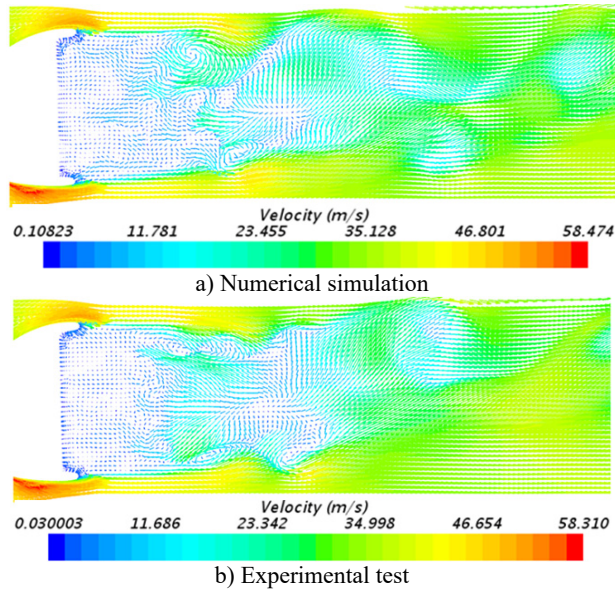 Velocity (m/s)
0.10823 11.781 23.455 35.128 46.801 58.474
a) Numerical simulation
Velocity (m/s)
0.030003 11.686 23.342 34.998 46.654 58.310
b) Experimental test